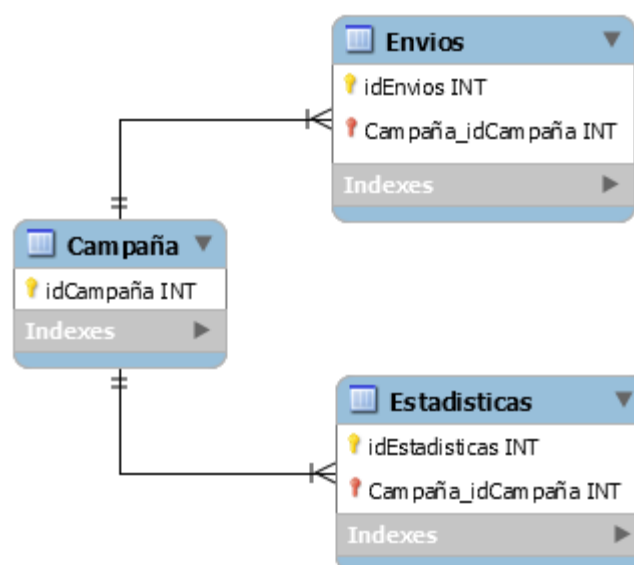 Envios
idEnvios INT
Campaña_idCampaña INT
Indexes
Campaña
idCampaña INT
Indexes
Estadisticas
idEstadisticas INT
Campaña_idCampaña INT
Indexes